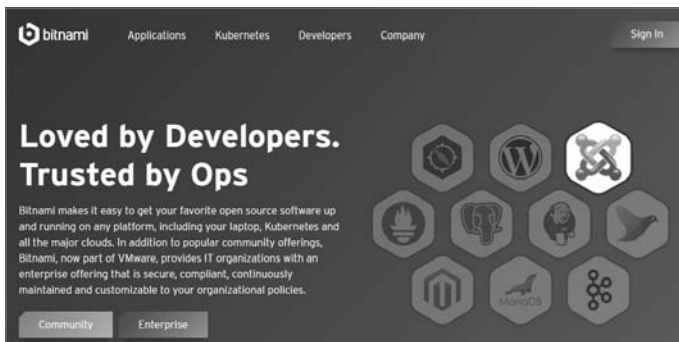 bitnami
Applications Kubernetes Developers Company
Sign In
Loved by Developers.
Trusted by Ops
Bitnami makes it easy to get your favorite open source software up
and running on any platform, including your laptop, Kubernetes and
all the major clouds. In addition to popular community offerings,
Bitnami, now part of VMware, provides IT organizations with an
enterprise offering that is secure, compliant, continuously
maintained and customizable to your organizational policies.
Community Enterprise
MariaDB